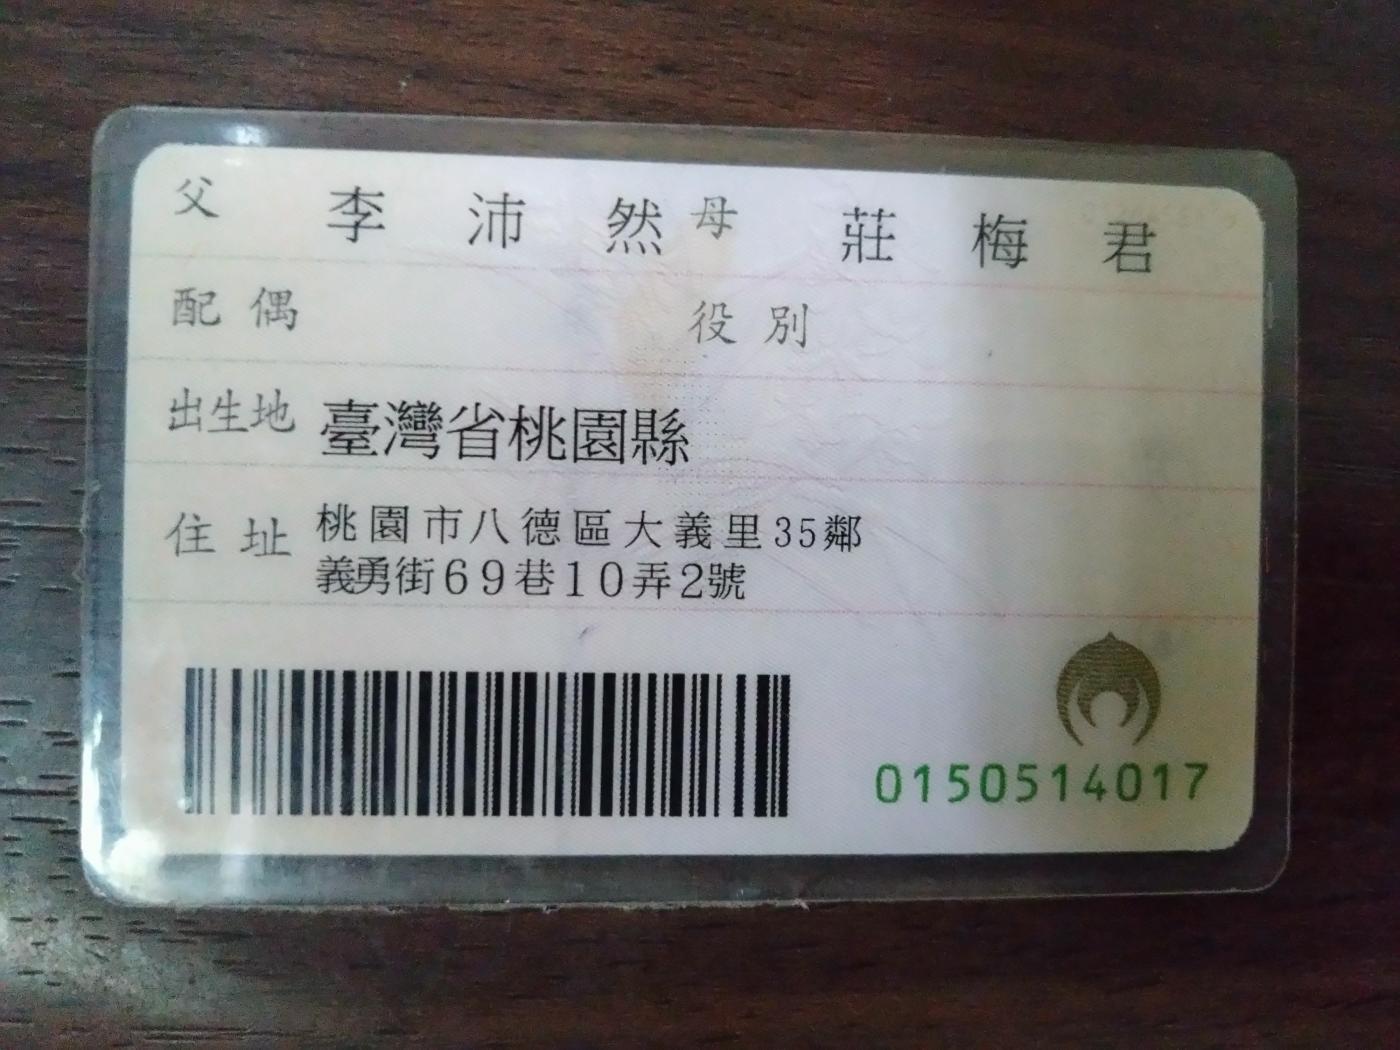 父 李沛然 母 莊梅君
配偶 役別
出生地 臺灣省桃園縣
住址 桃園市八德區大義里35鄰
義勇街69巷10弄2號
0150514017